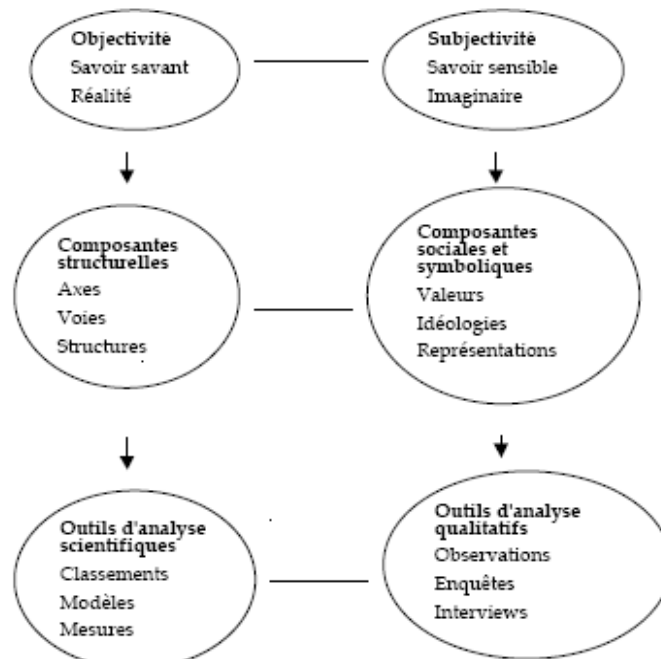 Objectivité
Savoir savant
Réalité
Subjectivité
Savoir sensible
Imaginaire
Composantes
structurelles
Axes
Voies
Structures
Composantes
sociales et
symboliques
Valeurs
Idéologies
Représentations
Outils d'analyse
scientifiques
Classements
Modèles
Mesures
Outils d'analyse
qualitatifs
Observations
Enquêtes
Interviews